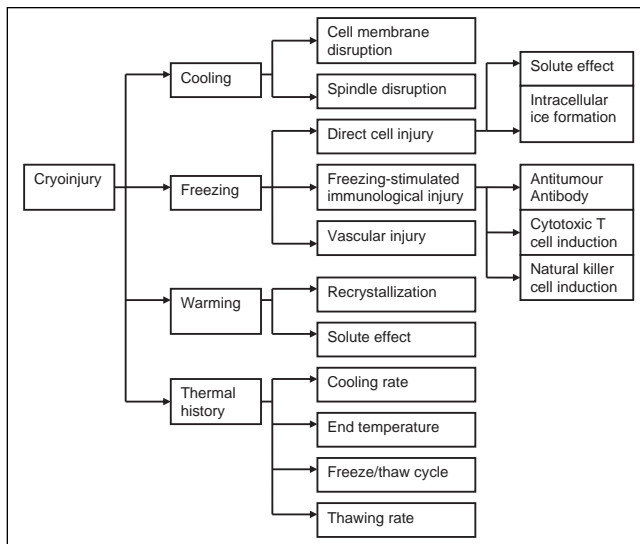 Cryoinjury
Cooling
Cell membrane
disruption
Spindle disruption
Freezing
Direct cell injury
Solute effect
Intracellular
ice formation
Freezing-stimulated
immunological injury
Antitumour
Antibody
Cytotoxic T
cell induction
Natural killer
cell induction
Vascular injury
Warming
Recrystallization
Solute effect
Thermal
history
Cooling rate
End temperature
Freeze/thaw cycle
Thawing rate